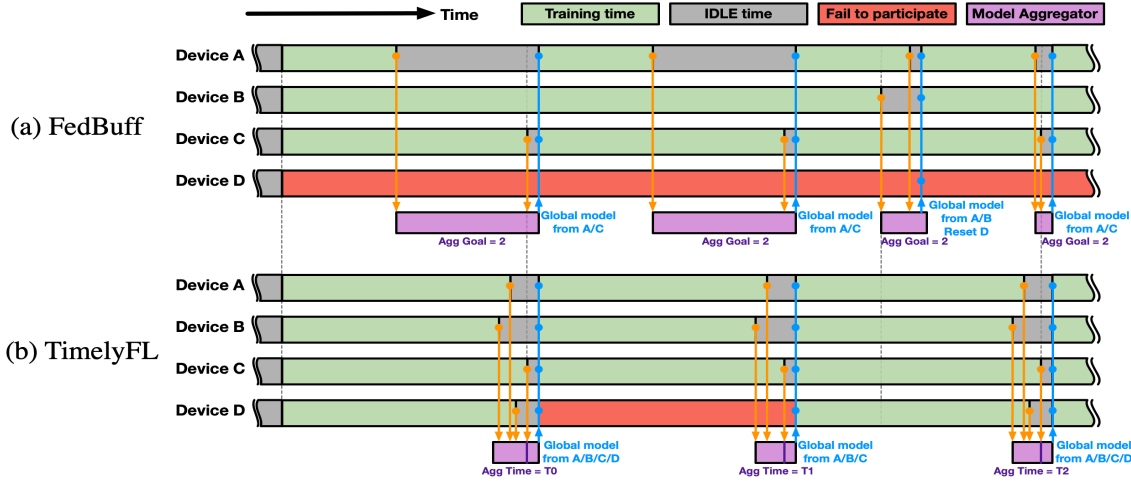 Time
Training time
IDLE time
Fail to participate
Model Aggregator
(a) FedBuff
Device A
Device B
Device C
Device D
Global model
from A/C
Agg Goal = 2
Global model
from A/C
Agg Goal = 2
Global model
from A/B
Reset D
Agg Goal = 2
Global model
from A/C
Agg Goal = 2
(b) TimelyFL
Device A
Device B
Device C
Device D
Global model
from A/B/C/D
Agg Time = T0
Global model
from A/B/C
Agg Time = T1
Global model
from A/B/C/D
Agg Time = T2